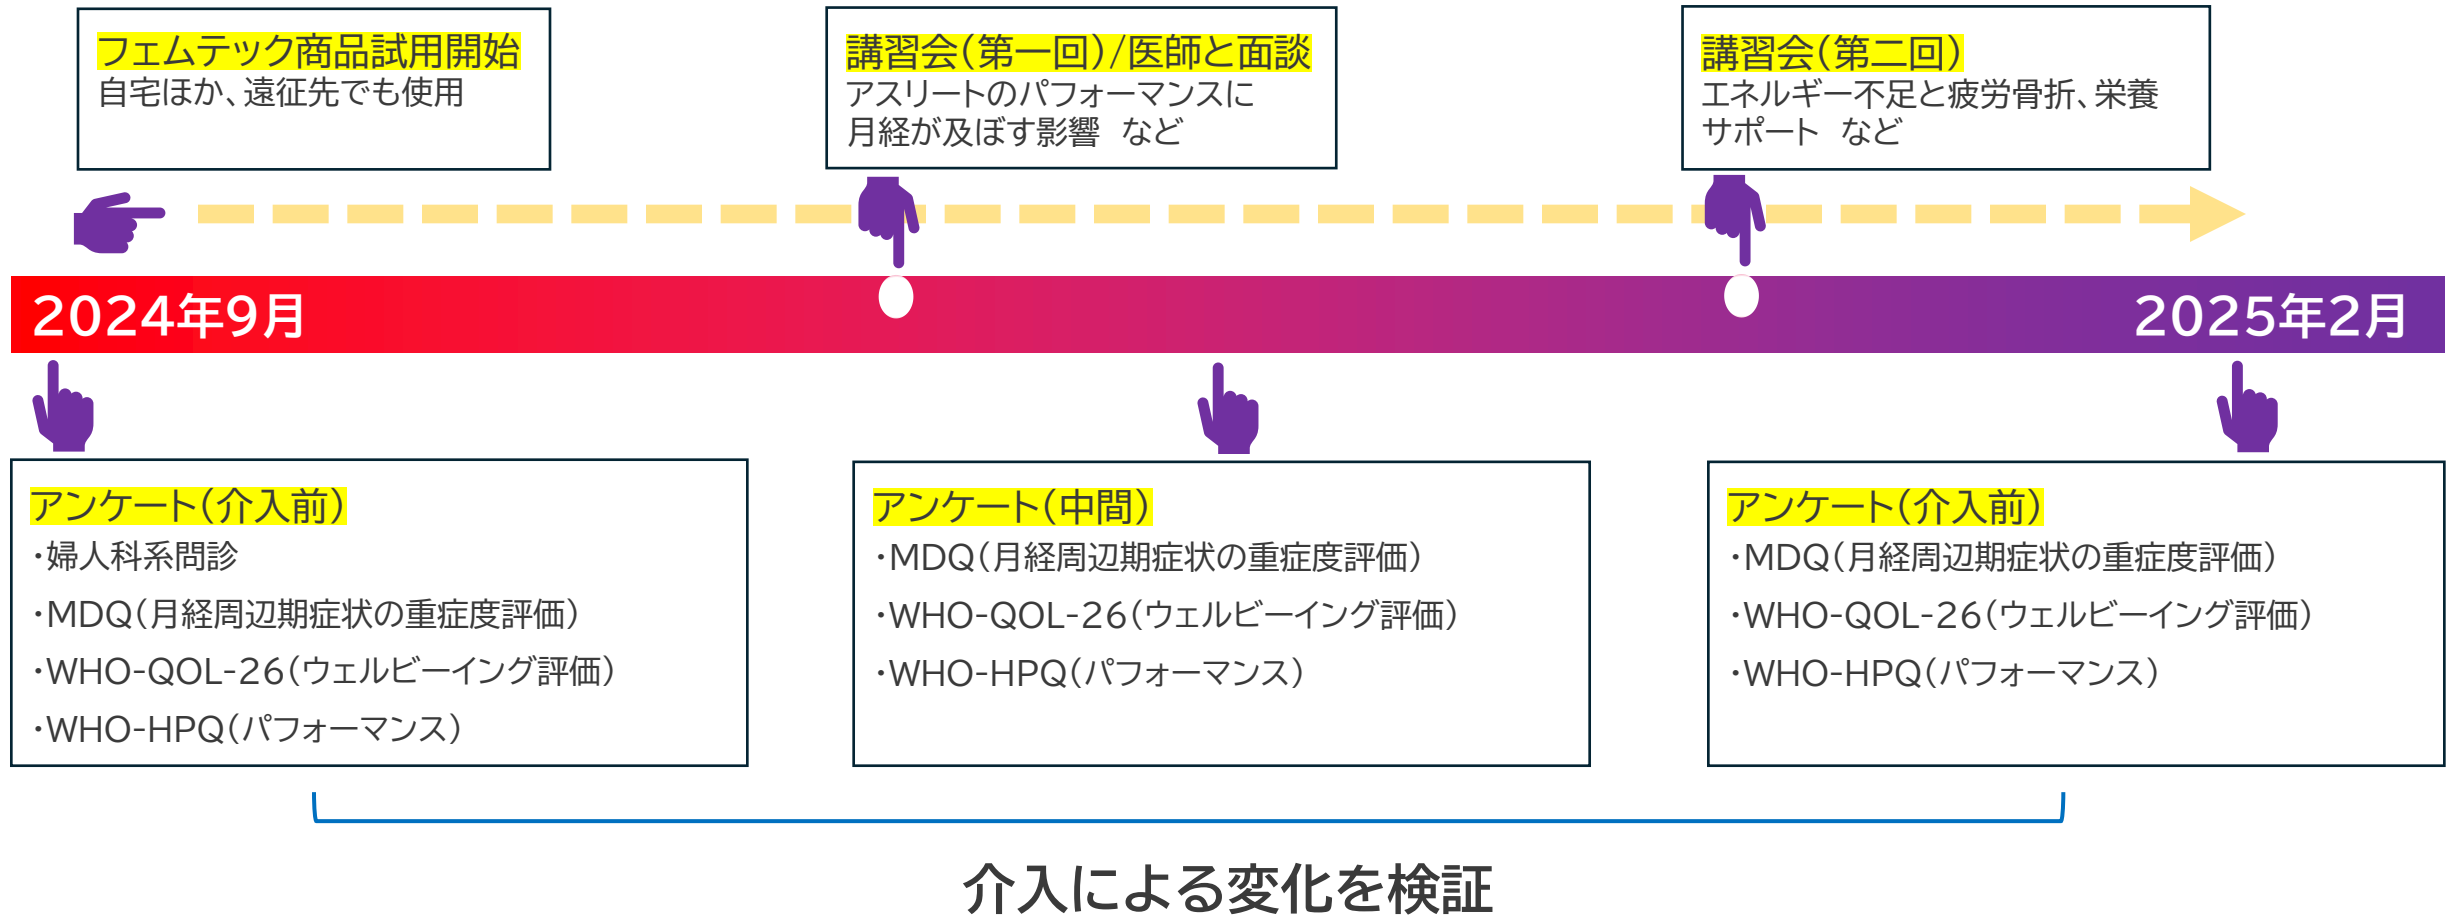 フェムテック商品試用開始
自宅ほか、遠征先でも使用
講習会(第一回)/医師と面談
アスリートのパフォーマンスに
月経が及ぼす影響　など
講習会(第二回)
エネルギー不足と疲労骨折、栄養
サポート　など
2024年9月
2025年2月
アンケート(介入前)
・婦人科系問診
・MDQ(月経周辺期症状の重症度評価)
・WHO-QOL-26(ウェルビーイング評価)
・WHO-HPQ(パフォーマンス)
アンケート(中間)
・MDQ(月経周辺期症状の重症度評価)
・WHO-QOL-26(ウェルビーイング評価)
・WHO-HPQ(パフォーマンス)
アンケート(介入前)
・MDQ(月経周辺期症状の重症度評価)
・WHO-QOL-26(ウェルビーイング評価)
・WHO-HPQ(パフォーマンス)
介入による変化を検証